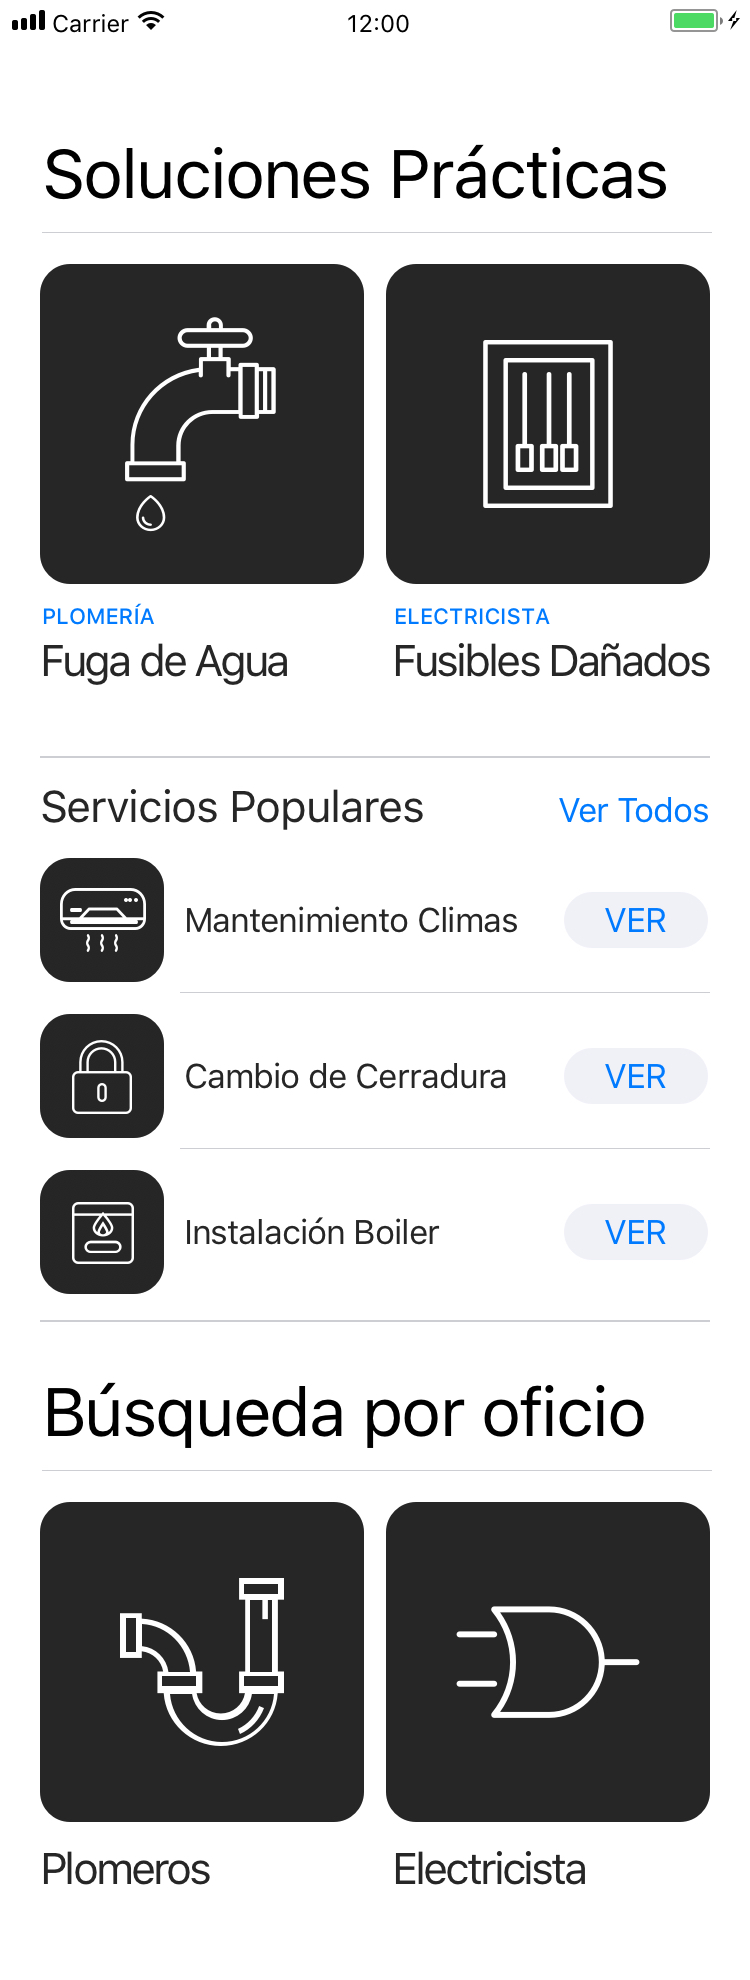 Carrier 12:00
Soluciones Prácticas
PLOMERÍA
Fuga de Agua
ELECTRICISTA
Fusibles Dañados
Servicios Populares
Ver Todos
Mantenimiento Climas
VER
Cambio de Cerradura
VER
Instalación Boiler
VER
Búsqueda por oficio
Plomeros
Electricista